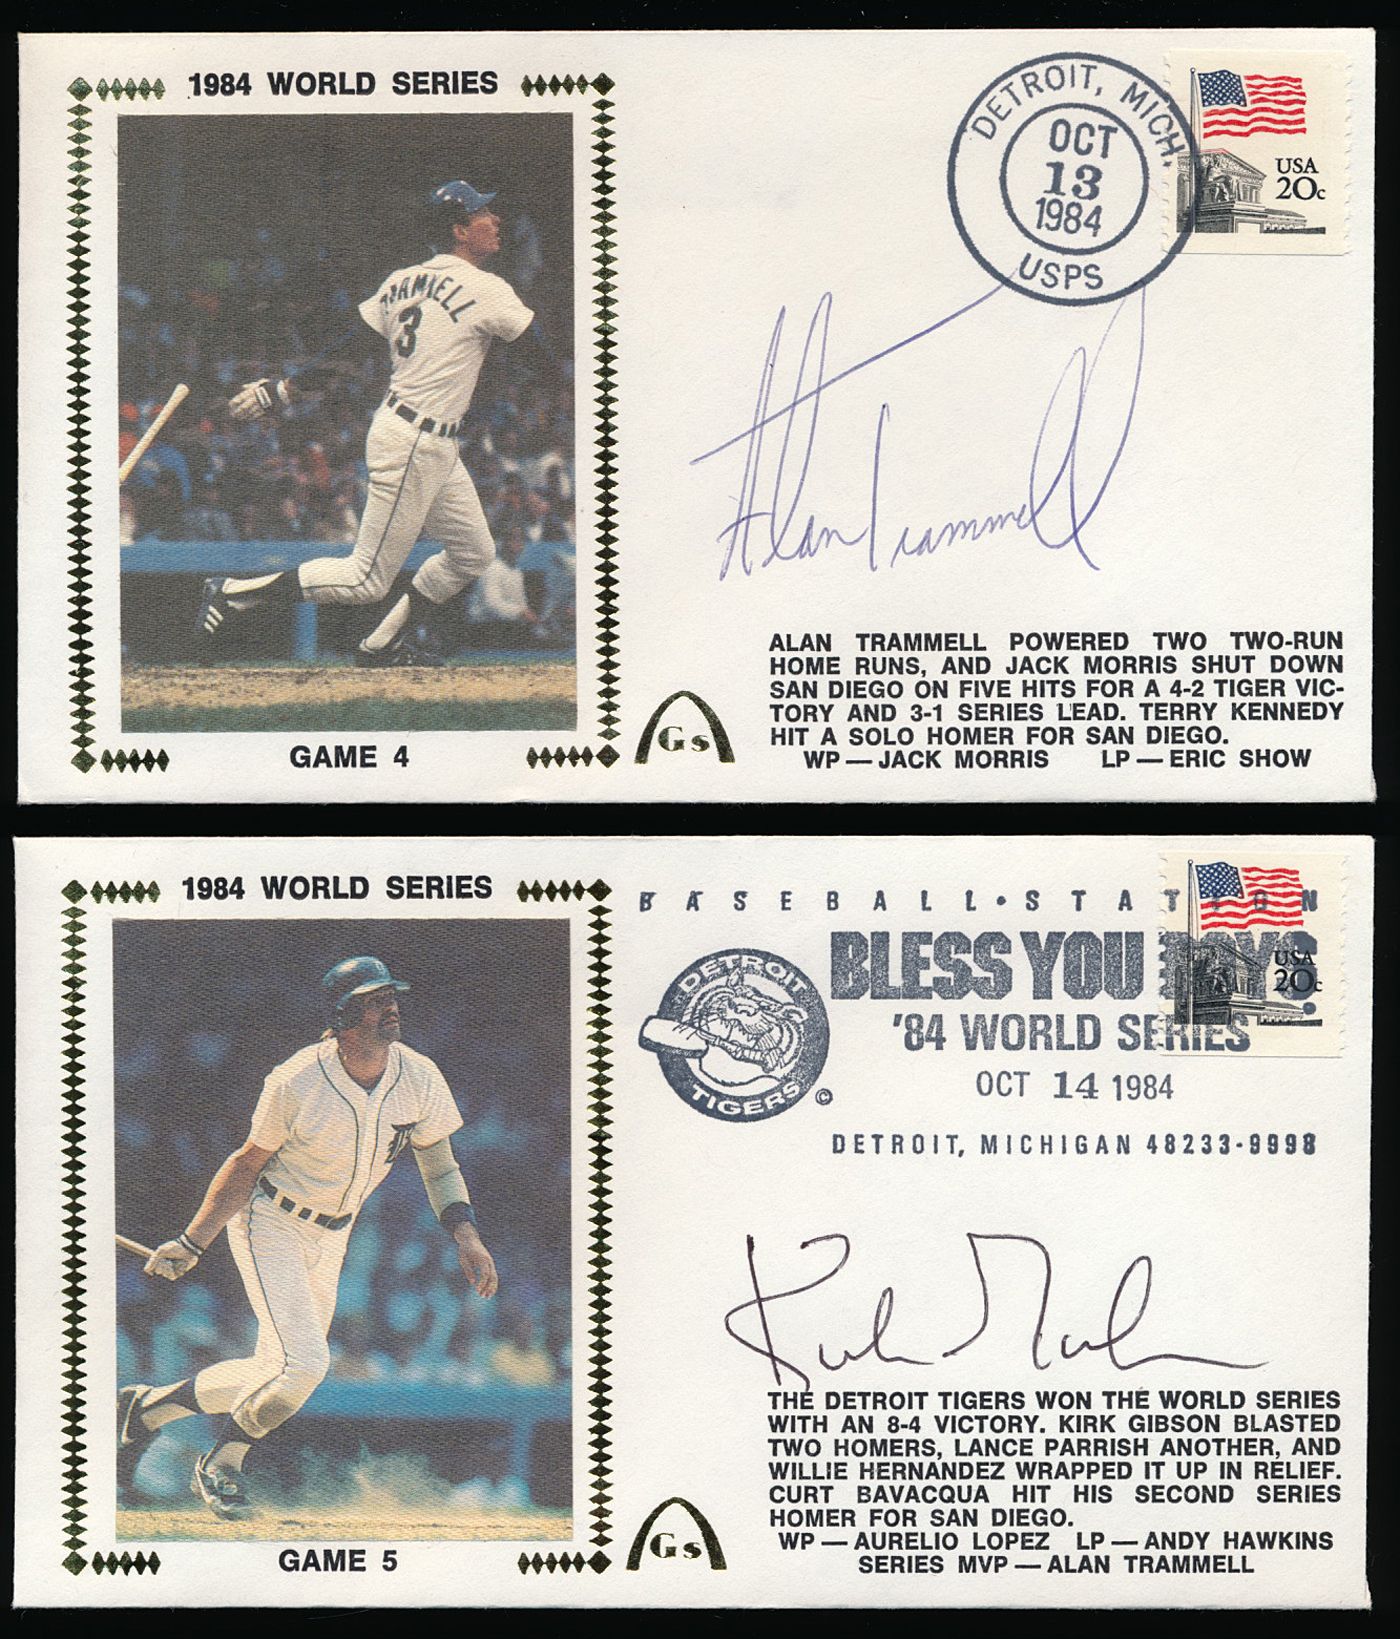 1984 WORLD SERIES
TRAMMELL
3
GAME 4
DETROIT, MICH.
OCT
13
1984
USPS
USA
20c
Alan Trammell
Gs
ALAN TRAMMELL POWERED TWO TWO-RUN
HOME RUNS, AND JACK MORRIS SHUT DOWN
SAN DIEGO ON FIVE HITS FOR A 4-2 TIGER VIC-
TORY AND 3-1 SERIES LEAD. TERRY KENNEDY
HIT A SOLO HOMER FOR SAN DIEGO.
WP — JACK MORRIS LP — ERIC SHOW
1984 WORLD SERIES
GAME 5
BASEBALL • STATION
BLESS YOU BOYS.
'84 WORLD SERIES
OCT 14 1984
DETROIT, MICHIGAN 48233-9998
DETROIT
TIGERS
©
USA
20c
Kirk Gibson
Gs
THE DETROIT TIGERS WON THE WORLD SERIES
WITH AN 8-4 VICTORY. KIRK GIBSON BLASTED
TWO HOMERS, LANCE PARRISH ANOTHER, AND
WILLIE HERNANDEZ WRAPPED IT UP IN RELIEF.
CURT BAVACQUA HIT HIS SECOND SERIES
HOMER FOR SAN DIEGO.
WP — AURELIO LOPEZ LP — ANDY HAWKINS
SERIES MVP — ALAN TRAMMELL